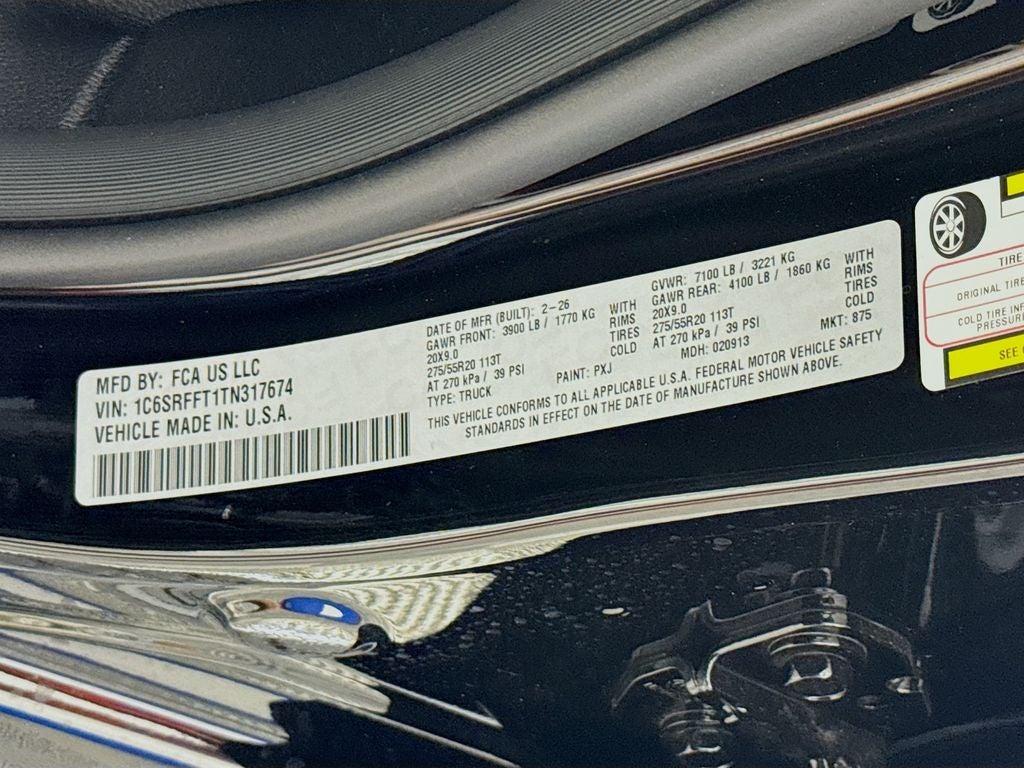 MFD BY: FCA US LLC
VIN: 1C6SRFFT1TN317674
VEHICLE MADE IN: U.S.A.
DATE OF MFR (BUILT): 2-26
GAWR FRONT: 3900 LB / 1770 KG WITH
20X9.0 RIMS
275/55R20 113T TIRES
AT 270 kPa / 39 PSI COLD
TYPE: TRUCK PAINT: PXJ
GVWR: 7100 LB / 3221 KG
GAWR REAR: 4100 LB / 1860 KG WITH
20X9.0 RIMS
275/55R20 113T TIRES
AT 270 kPa / 39 PSI COLD
MDH: 020913 MKT: 875
THIS VEHICLE CONFORMS TO ALL APPLICABLE U.S.A. FEDERAL MOTOR VEHICLE SAFETY
STANDARDS IN EFFECT ON THE DATE OF MANUFACTURE SHOWN ABOVE.
TIRE
ORIGINAL TIRE
COLD TIRE
PRESSURE
SEE